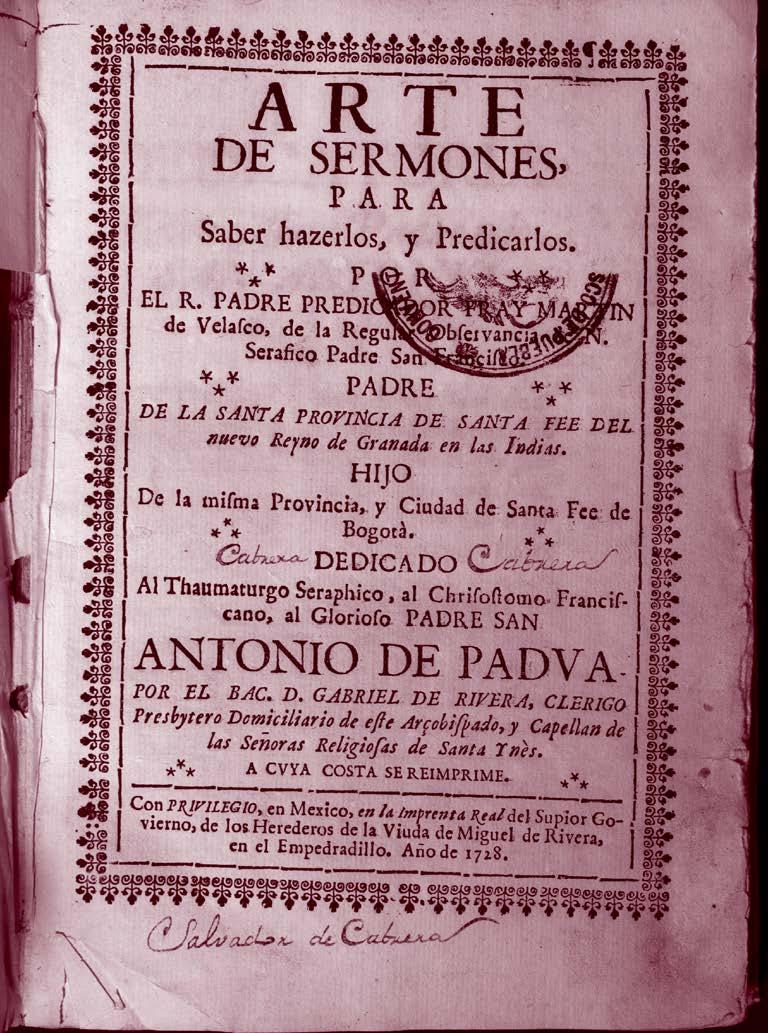 ARTE
DE SERMONES,
PARA
Saber hazerlos, y Predicarlos.
P R
EL R. PADRE PREDIC OR FRAY MARTIN
de Velaſco, de la Regular Obſervancia N.
Serafico Padre San Franciſco
PADRE
DE LA SANTA PROVINCIA DE SANTA FEE DEL
nuevo Reyno de Granada en las Indias.
HIJO
De la miſma Provincia, y Ciudad de Santa Fee de
Bogotà.
Cabrera DEDICADO Cabrera
Al Thaumaturgo Seraphico, al Chriſoſtomo Franciſ-
cano, al Glorioſo PADRE SAN
ANTONIO DE PADVA.
POR EL BAC. D. GABRIEL DE RIVERA, CLERIGO
Presbytero Domiciliario de eſte Arçobiſpado, y Capellan de
las Señoras Religioſas de Santa Ynès.
A CVYA COSTA SE REIMPRIME.
Con PRIVILEGIO, en Mexico, en la Imprenta Real del Supior Go-
vierno, de los Herederos de la Viuda de Miguel de Rivera,
en el Empedradillo. Año de 1728.
Salvador de Cabrera